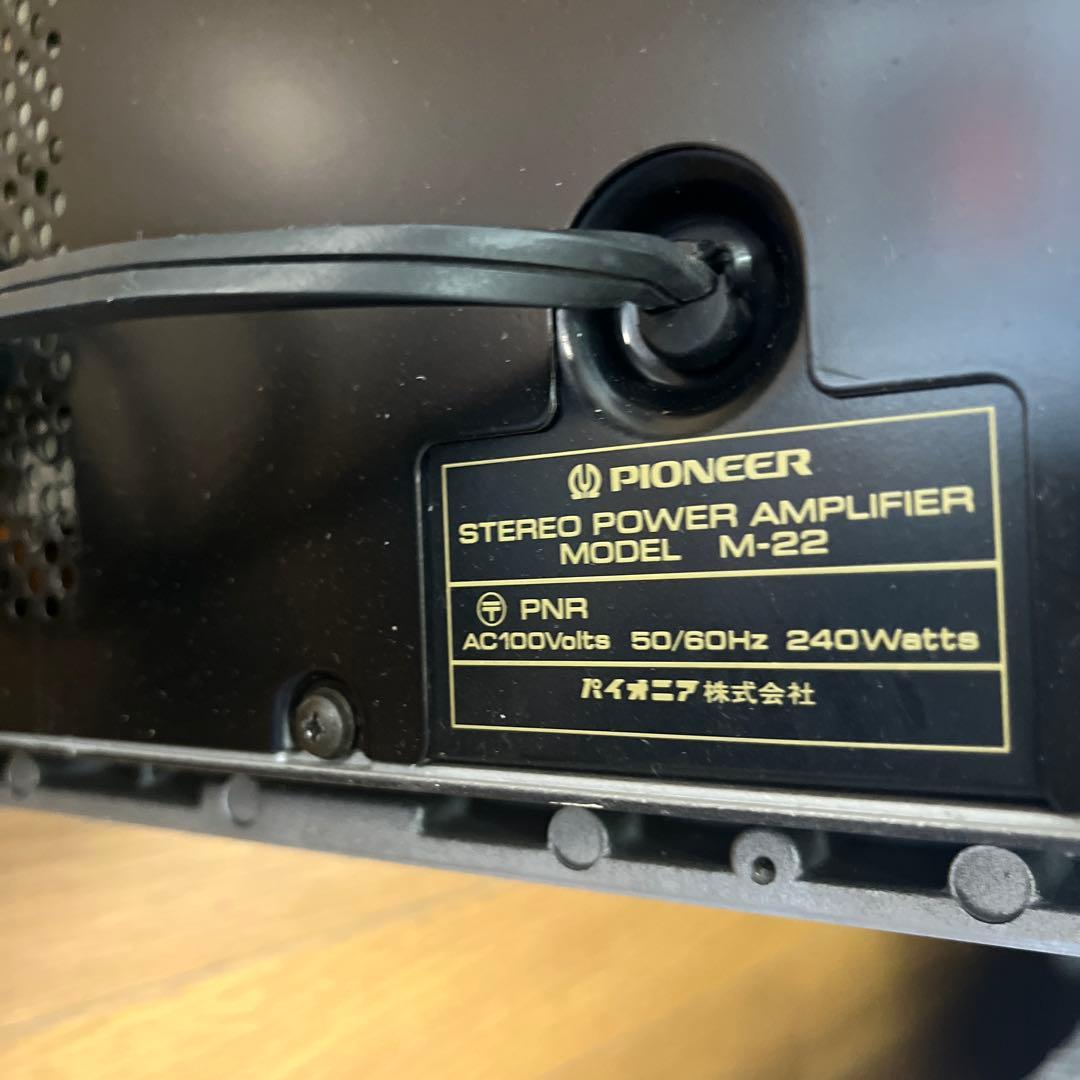 PIONEER
STEREO POWER AMPLIFIER
MODEL M-22
〒 PNR
AC100Volts 50/60Hz 240Watts
パイオニア株式会社